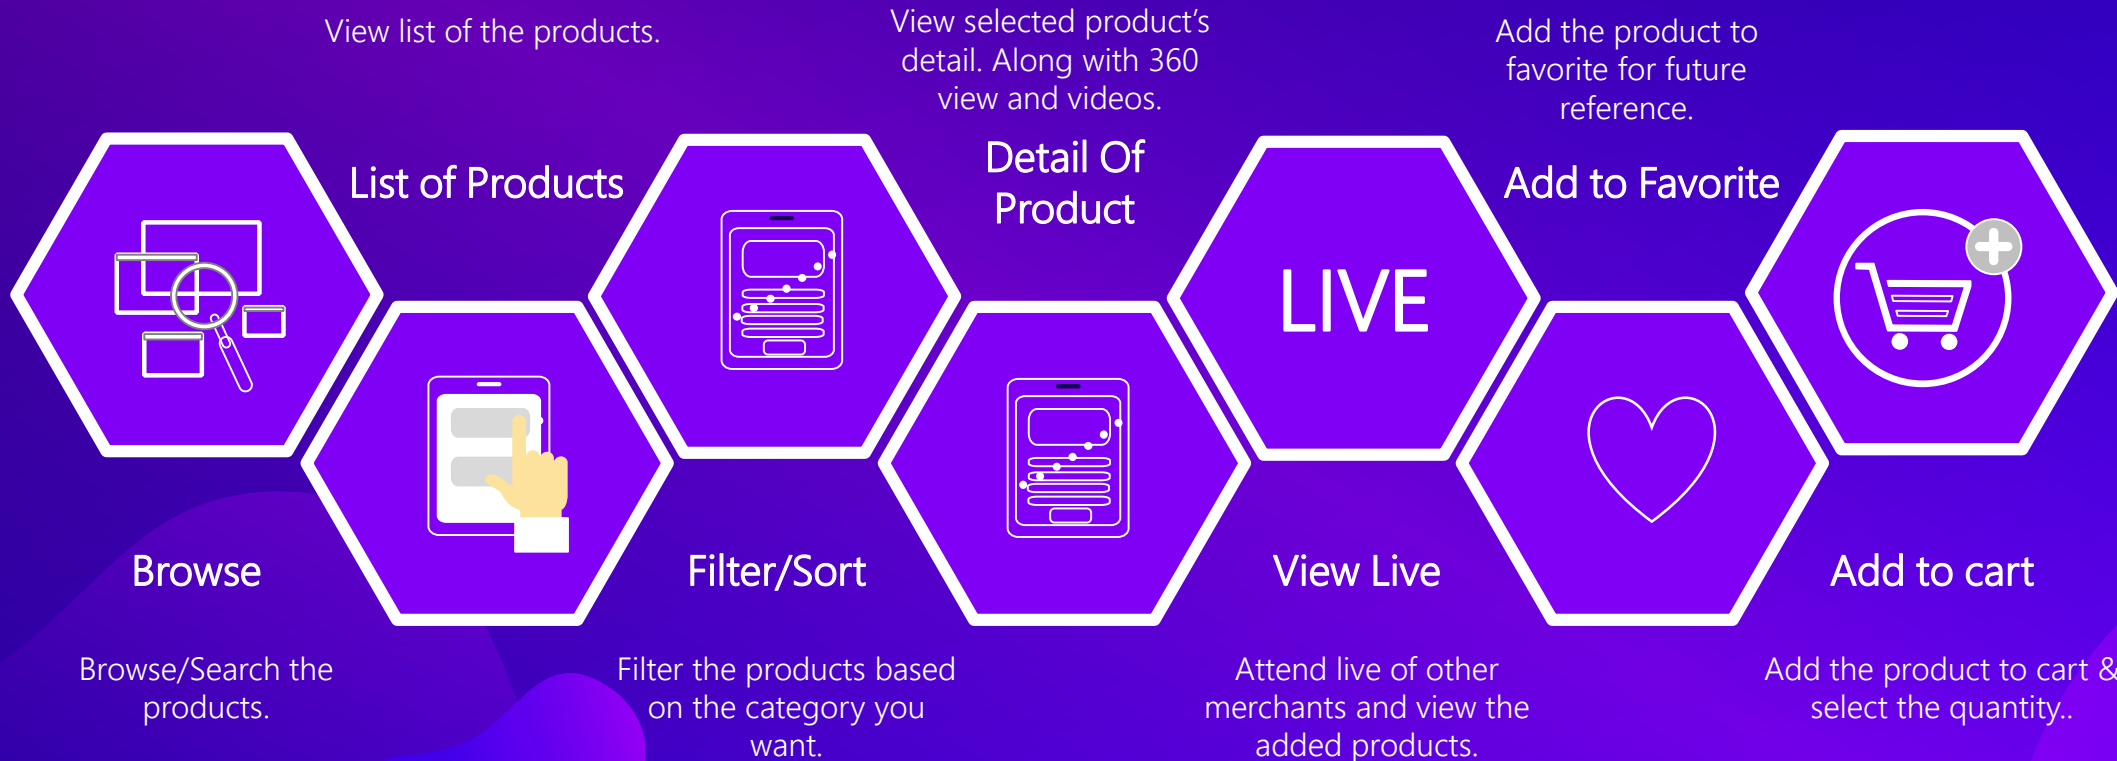 Browse
Browse/Search the
products.
View list of the products.
List of Products
Filter/Sort
Filter the products based
on the category you
want.
View selected product’s
detail. Along with 360
view and videos.
Detail Of
Product
LIVE
View Live
Attend live of other
merchants and view the
added products.
Add the product to
favorite for future
reference.
Add to Favorite
Add to cart
Add the product to cart &
select the quantity..